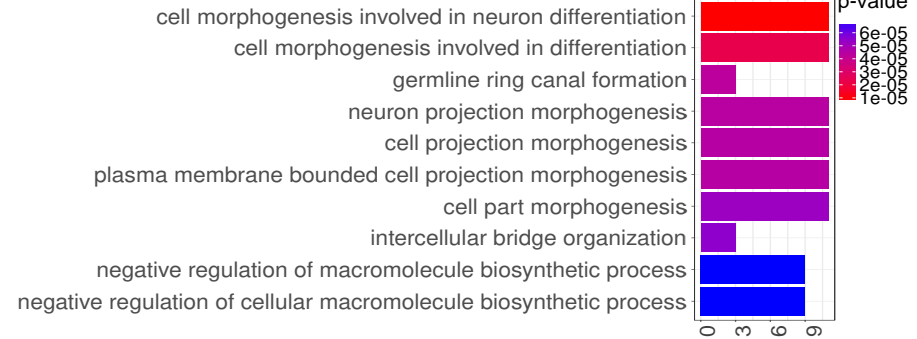 p-value
cell morphogenesis involved in neuron differentiation
cell morphogenesis involved in differentiation
germline ring canal formation
neuron projection morphogenesis
cell projection morphogenesis
plasma membrane bounded cell projection morphogenesis
cell part morphogenesis
intercellular bridge organization
negative regulation of macromolecule biosynthetic process
negative regulation of cellular macromolecule biosynthetic process
6e-05
5e-05
4e-05
3e-05
2e-05
1e-05
0 3 6 9